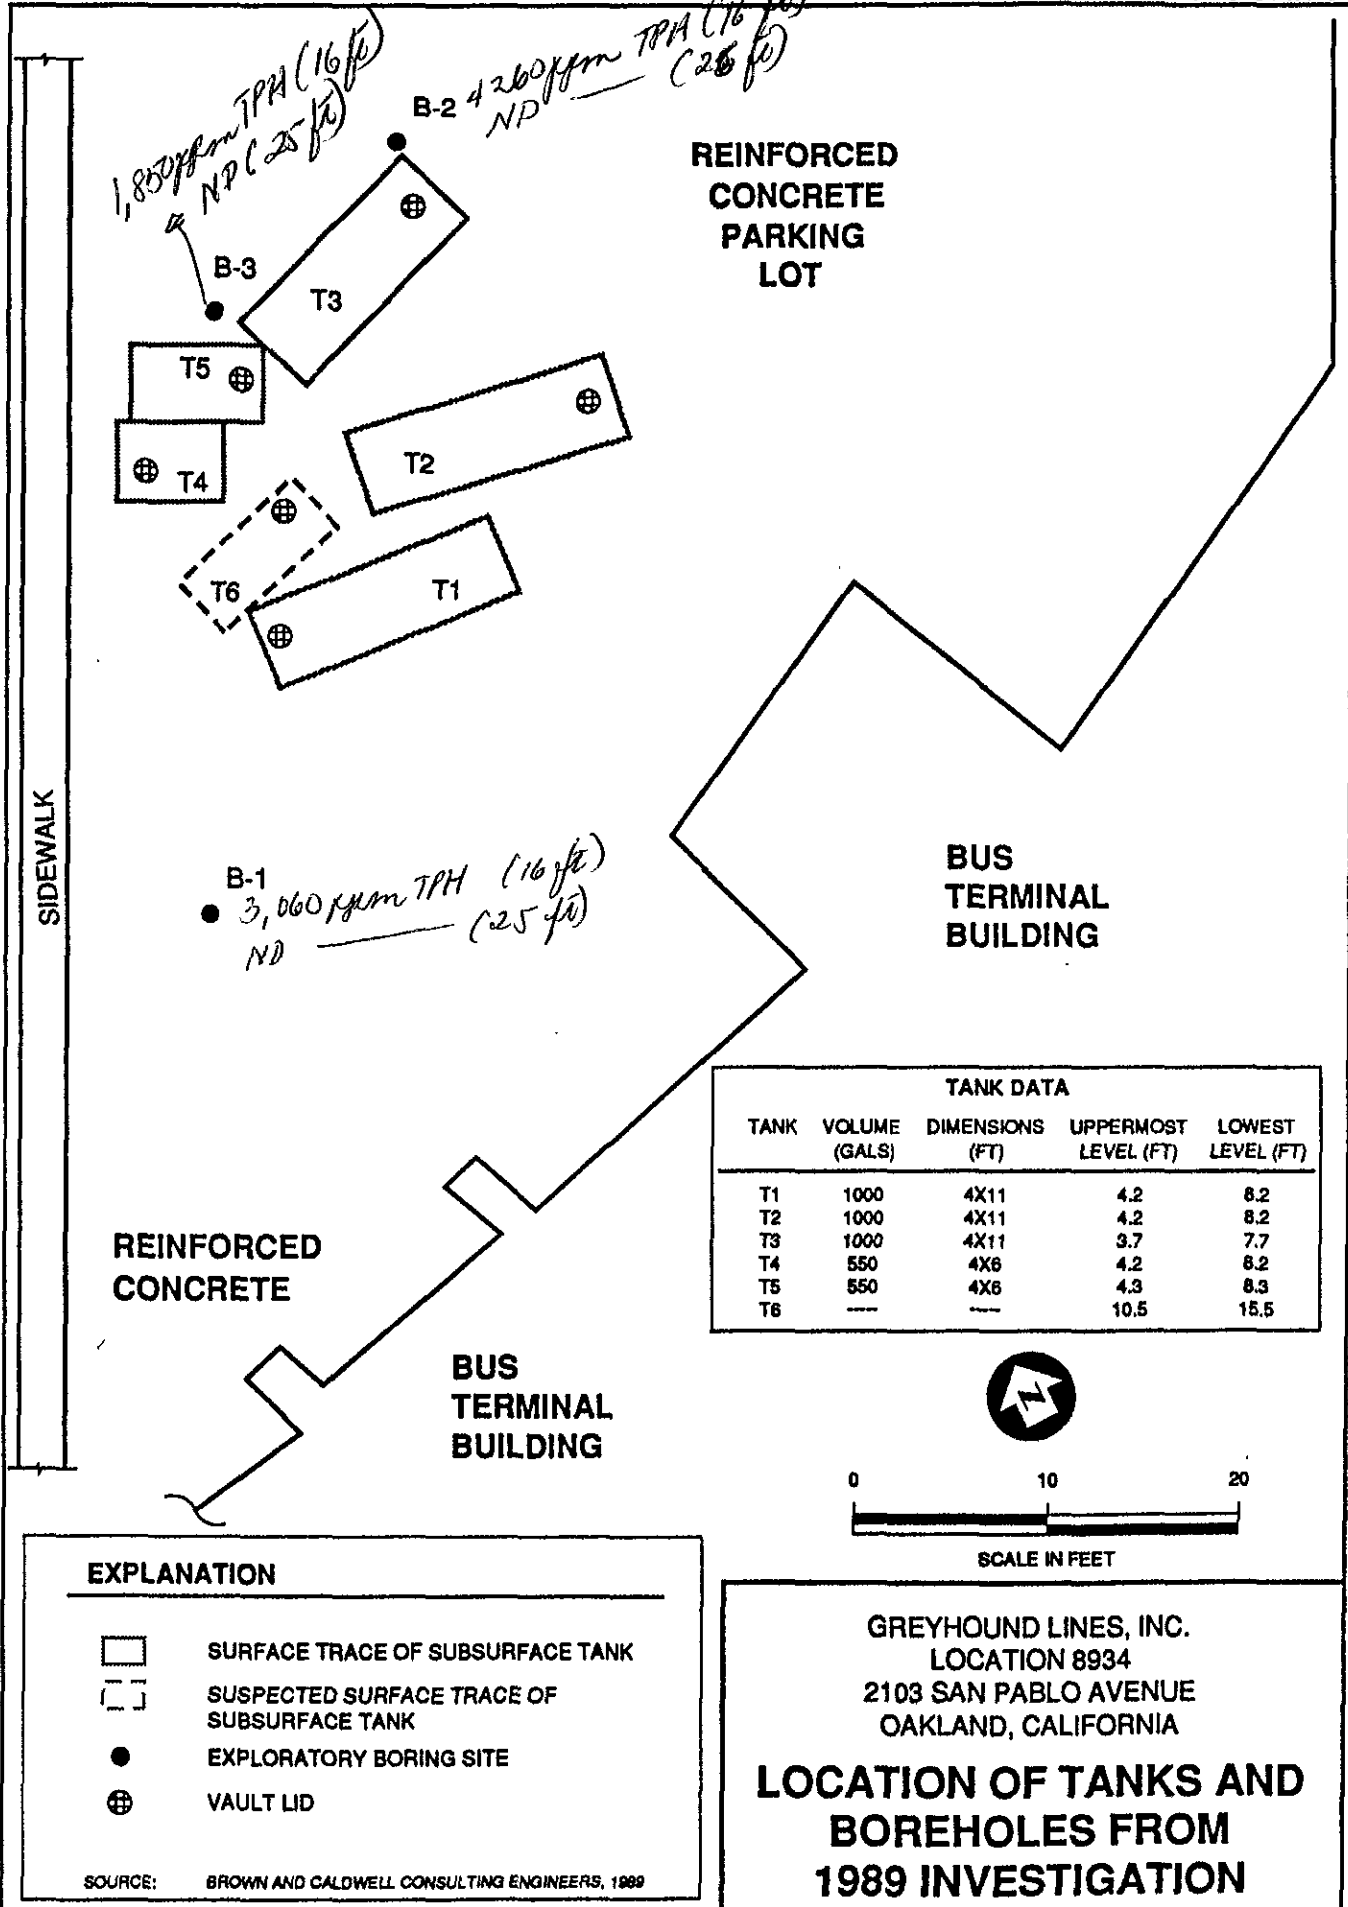 1,850 ppm TPH (16 ft)
ND (25 ft)
B-2 4260 ppm TPH (16 ft)
ND —— (25 ft)
B-3
REINFORCED
CONCRETE
PARKING
LOT
T3
T5
T4
T2
T6
T1
SIDEWALK
B-1
3,060 ppm TPH (16 ft)
ND —— (25 ft)
BUS
TERMINAL
BUILDING
TANK DATA
TANK VOLUME (GALS) DIMENSIONS (FT) UPPERMOST LEVEL (FT) LOWEST LEVEL (FT)
T1 1000 4X11 4.2 8.2
T2 1000 4X11 4.2 8.2
T3 1000 4X11 3.7 7.7
T4 550 4X6 4.2 8.2
T5 550 4X6 4.3 8.3
T6 ---- ---- 10.5 15.5
REINFORCED
CONCRETE
BUS
TERMINAL
BUILDING
N
0 10 20
SCALE IN FEET
EXPLANATION
SURFACE TRACE OF SUBSURFACE TANK
SUSPECTED SURFACE TRACE OF
SUBSURFACE TANK
EXPLORATORY BORING SITE
VAULT LID
SOURCE: BROWN AND CALDWELL CONSULTING ENGINEERS, 1989
GREYHOUND LINES, INC.
LOCATION 8934
2103 SAN PABLO AVENUE
OAKLAND, CALIFORNIA
LOCATION OF TANKS AND
BOREHOLES FROM
1989 INVESTIGATION